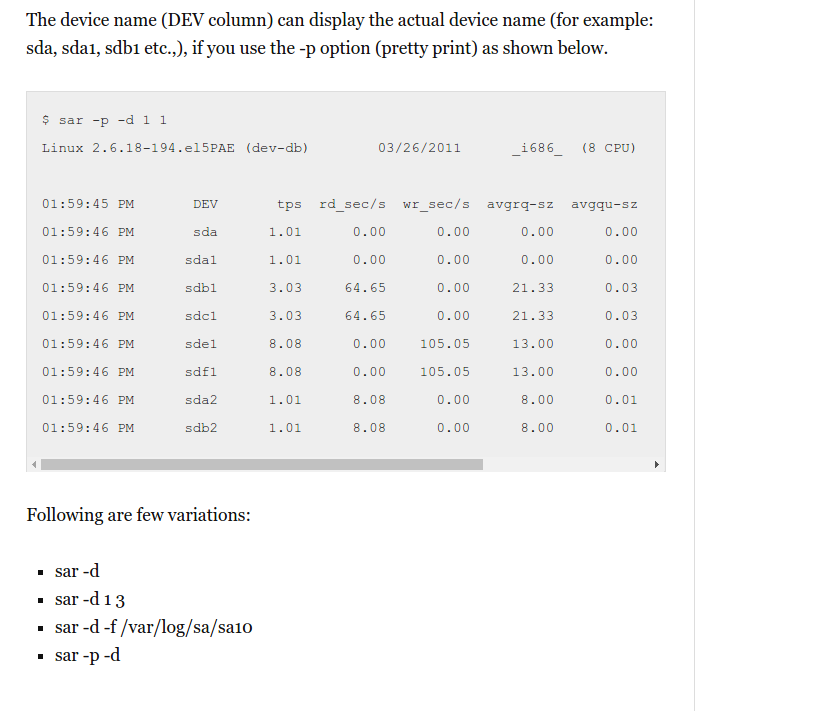 The device name (DEV column) can display the actual device name (for example:
sda, sda1, sdb1 etc.,), if you use the -p option (pretty print) as shown below.
$ sar -p -d 1 1
Linux 2.6.18-194.el5PAE (dev-db) 03/26/2011 _i686_ (8 CPU)
01:59:45 PM DEV tps rd_sec/s wr_sec/s avgrq-sz avgqu-sz
01:59:46 PM sda 1.01 0.00 0.00 0.00 0.00
01:59:46 PM sda1 1.01 0.00 0.00 0.00 0.00
01:59:46 PM sdb1 3.03 64.65 0.00 21.33 0.03
01:59:46 PM sdc1 3.03 64.65 0.00 21.33 0.03
01:59:46 PM sde1 8.08 0.00 105.05 13.00 0.00
01:59:46 PM sdf1 8.08 0.00 105.05 13.00 0.00
01:59:46 PM sda2 1.01 8.08 0.00 8.00 0.01
01:59:46 PM sdb2 1.01 8.08 0.00 8.00 0.01
Following are few variations:
sar -d
sar -d 1 3
sar -d -f /var/log/sa/sa10
sar -p -d